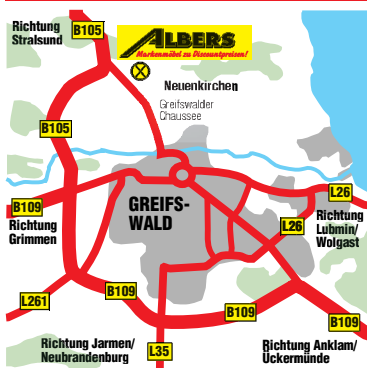 Richtung
Stralsund
B105
ALBERS
Markenmöbel zu Discountpreisen!
Neuenkirchen
Greifswalder
Chaussee
B105
B109
Richtung
Grimmen
GREIFS-
WALD
L26
L26
Richtung
Lubmin/
Wolgast
L261
B109
B109
B109
Richtung Jarmen/
Neubrandenburg
L35
Richtung Anklam/
Ückermünde